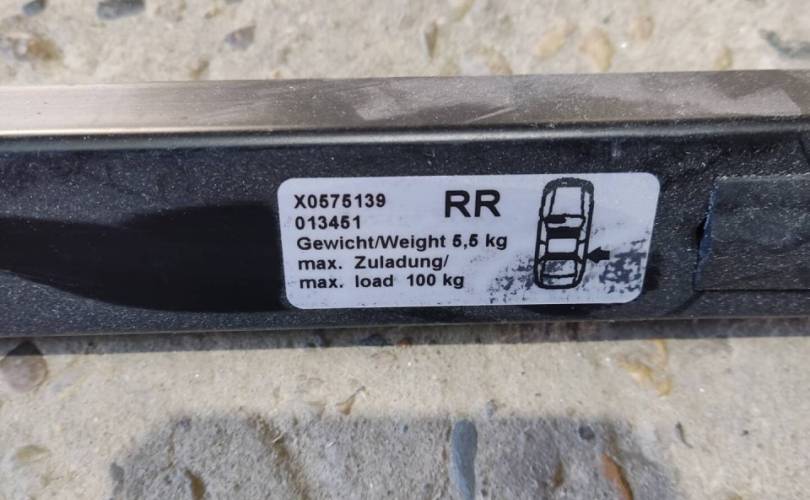 X0575139 RR
013451
Gewicht/Weight 5,5 kg
max. Zuladung/
max. load 100 kg